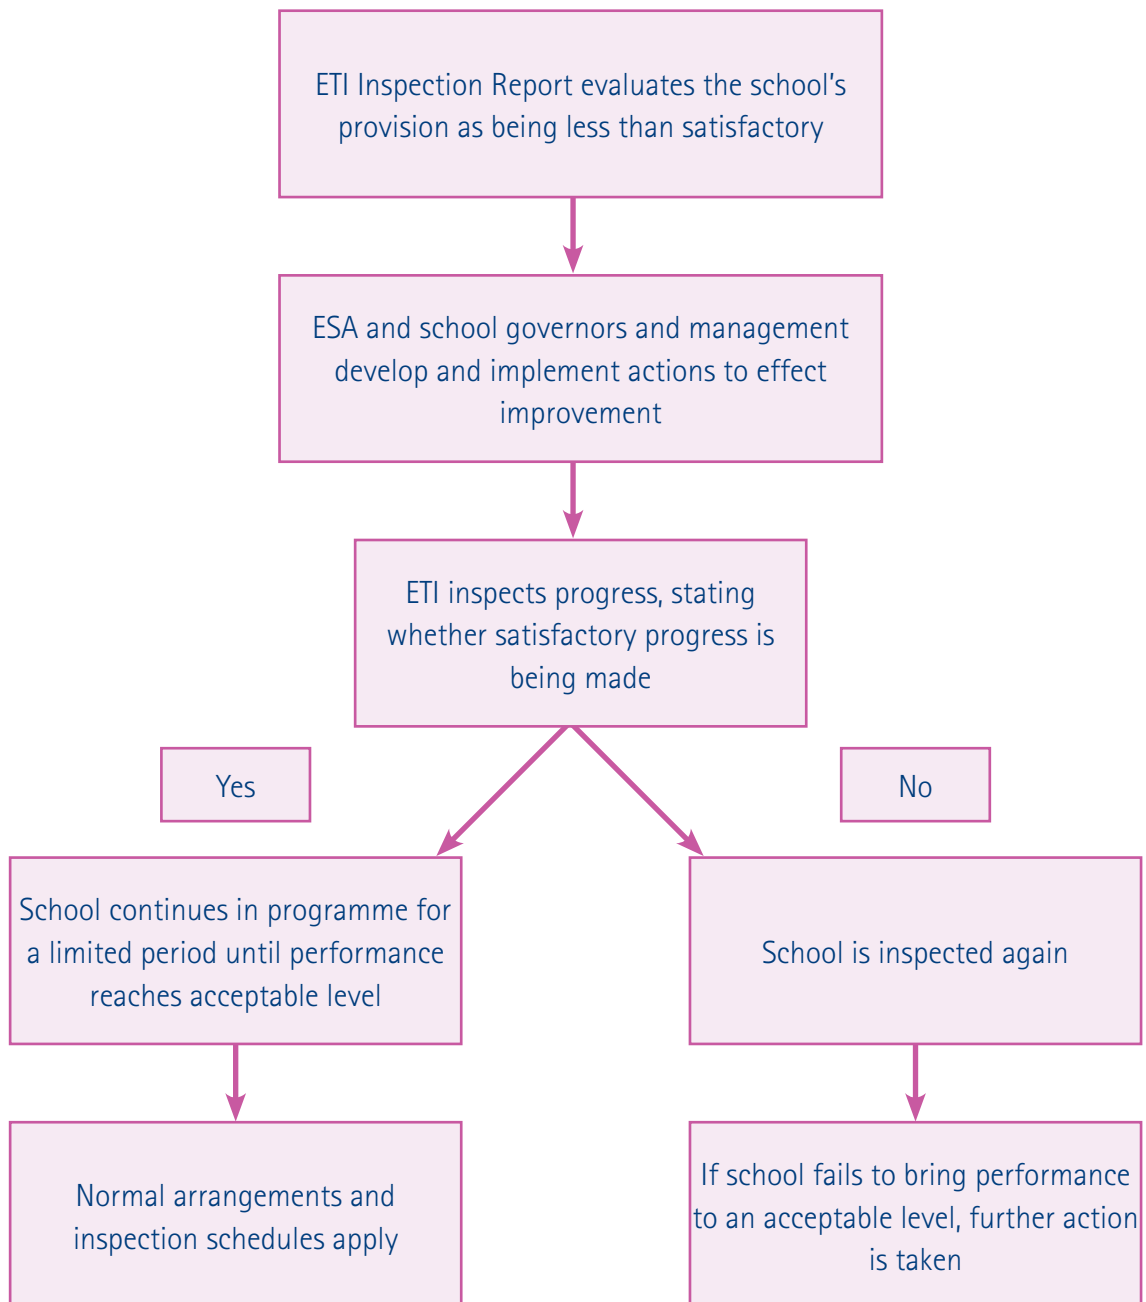 ETI Inspection Report evaluates the school’s
provision as being less than satisfactory
ESA and school governors and management
develop and implement actions to effect
improvement
ETI inspects progress, stating
whether satisfactory progress is
being made
Yes
No
School continues in programme for
a limited period until performance
reaches acceptable level
School is inspected again
Normal arrangements and
inspection schedules apply
If school fails to bring performance
to an acceptable level, further action
is taken